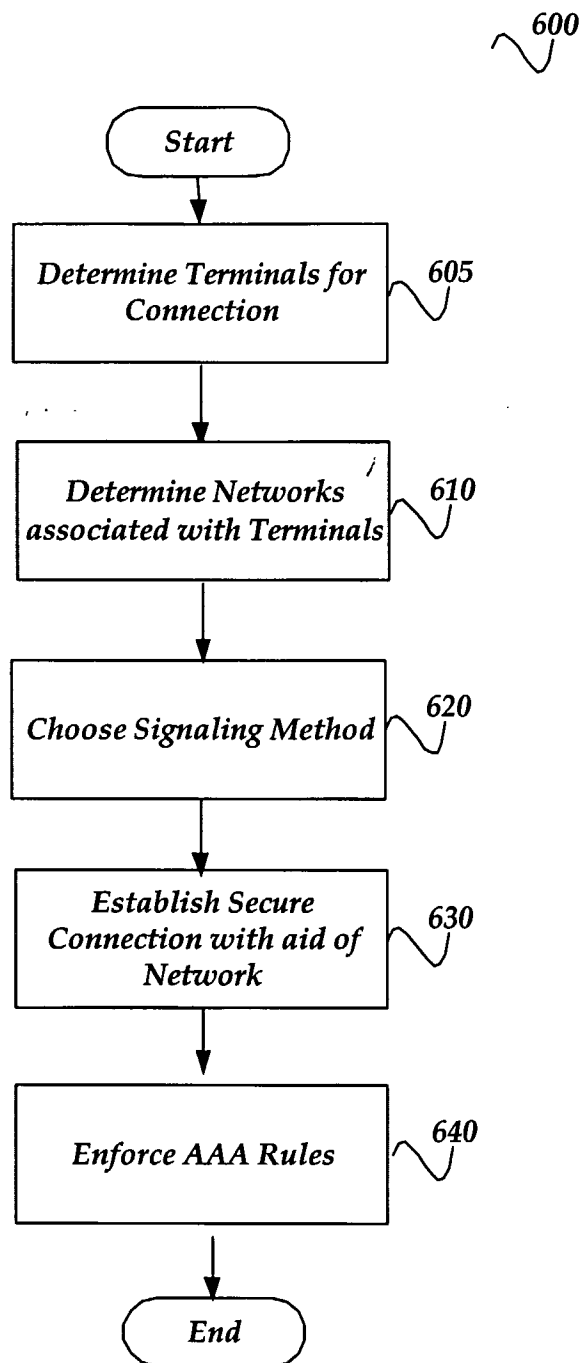 600
Start
Determine Terminals for
Connection
605
Determine Networks
associated with Terminals
610
Choose Signaling Method
620
Establish Secure
Connection with aid of
Network
630
Enforce AAA Rules
640
End